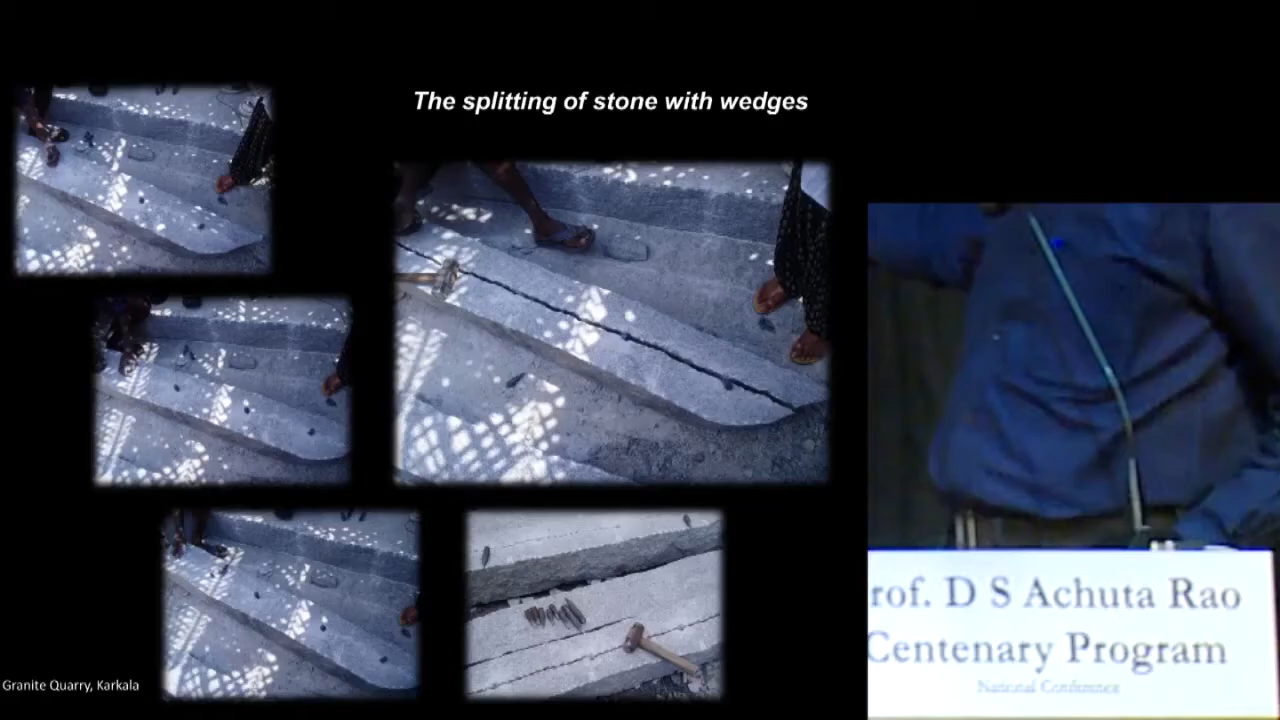 The splitting of stone with wedges
rof. D S Achuta Rao
Centenary Program
National Conference
Granite Quarry, Karkala